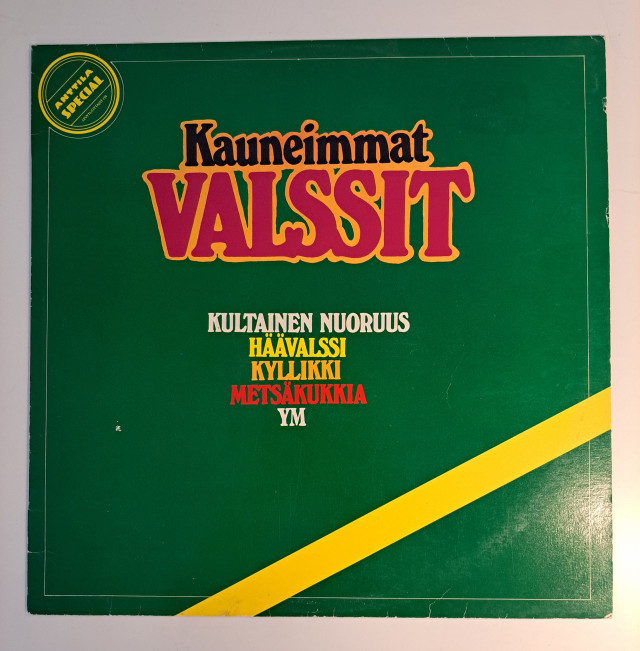 ANTTILA
SPECIAL
Kauneimmat
VALSSIT
KULTAINEN NUORUUS
HÄÄVALSSI
KYLLIKKI
METSÄKUKKIA
YM